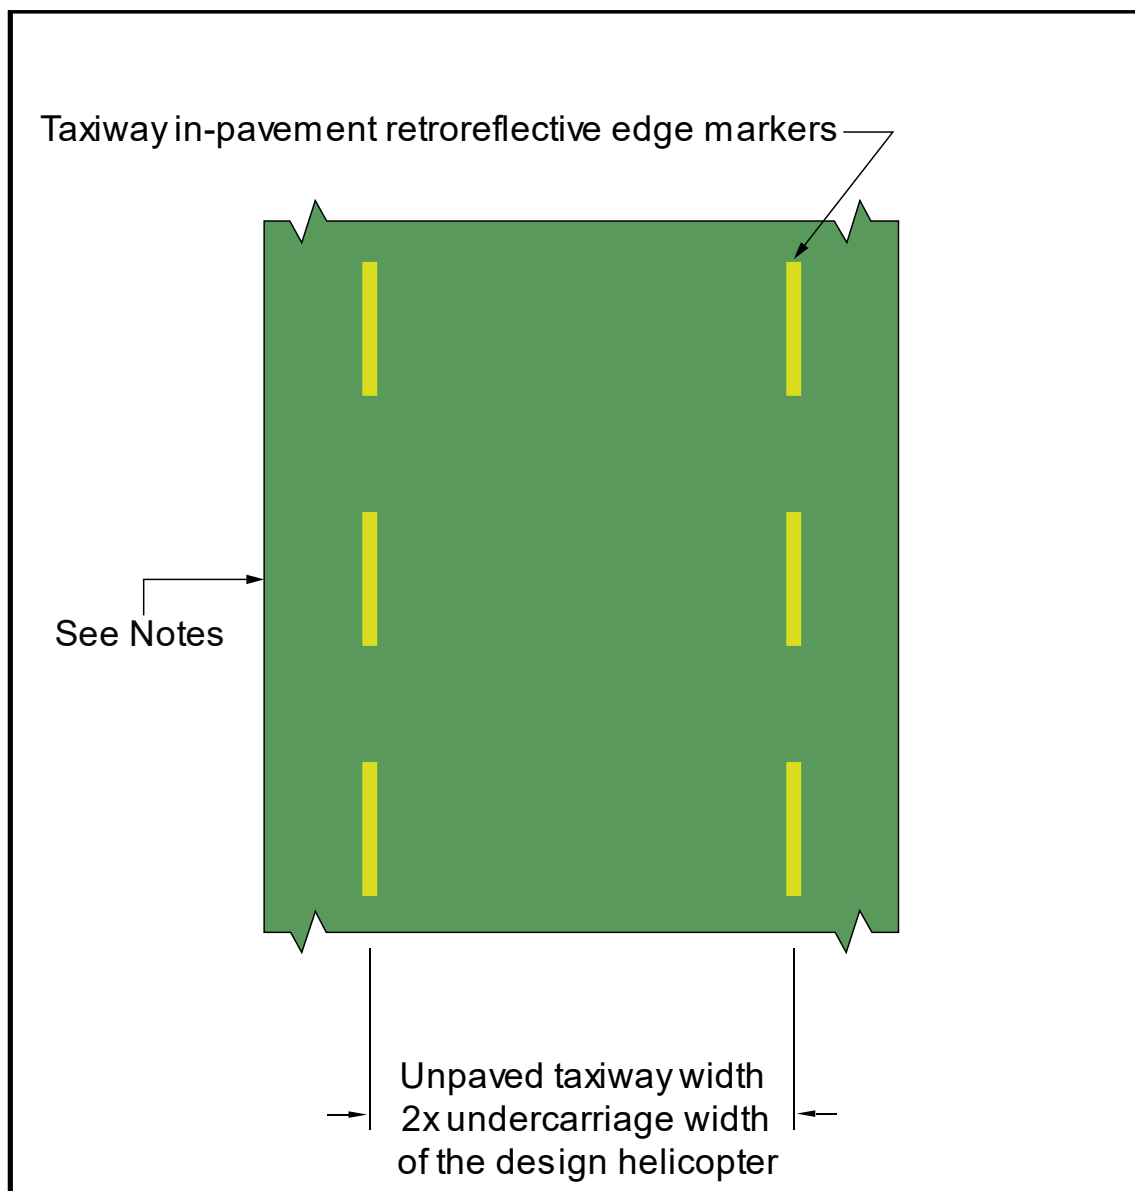 Taxiway in-pavement retroreflective edge markers
See Notes
Unpaved taxiway width
2x undercarriage width
of the design helicopter